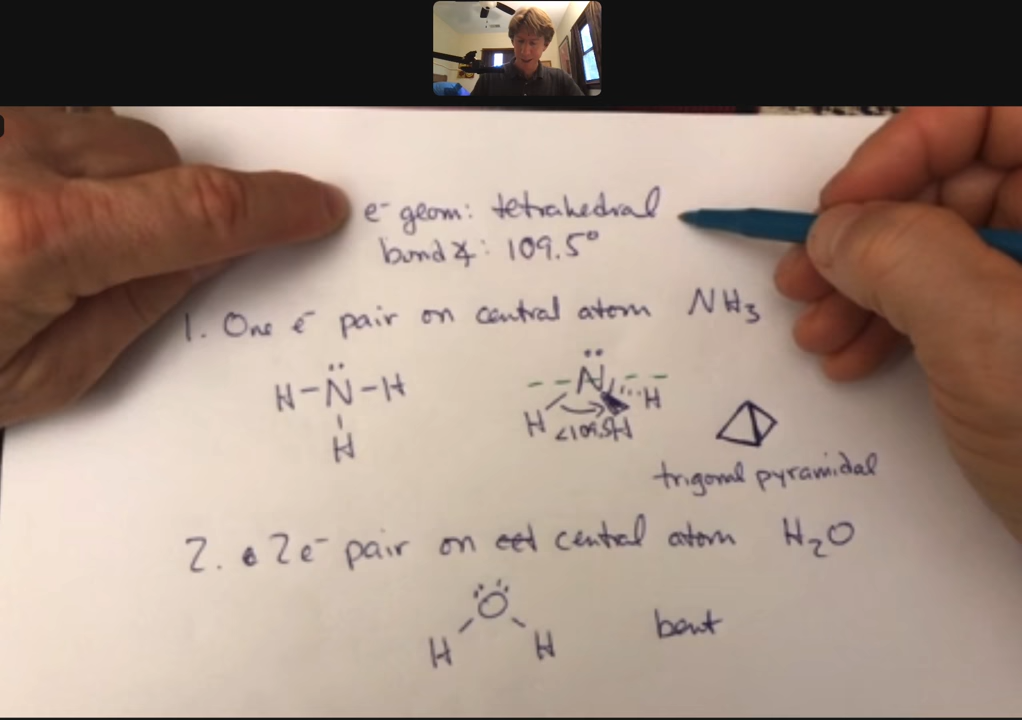 e⁻ geom: tetrahedral
bond ∡: 109.5°
1. One e⁻ pair on central atom NH₃
H–N̈–H
H
N̈
H <109.5 H H
trigonal pyramidal
2. 2e⁻ pair on central atom H₂O
Ö
H H
bent